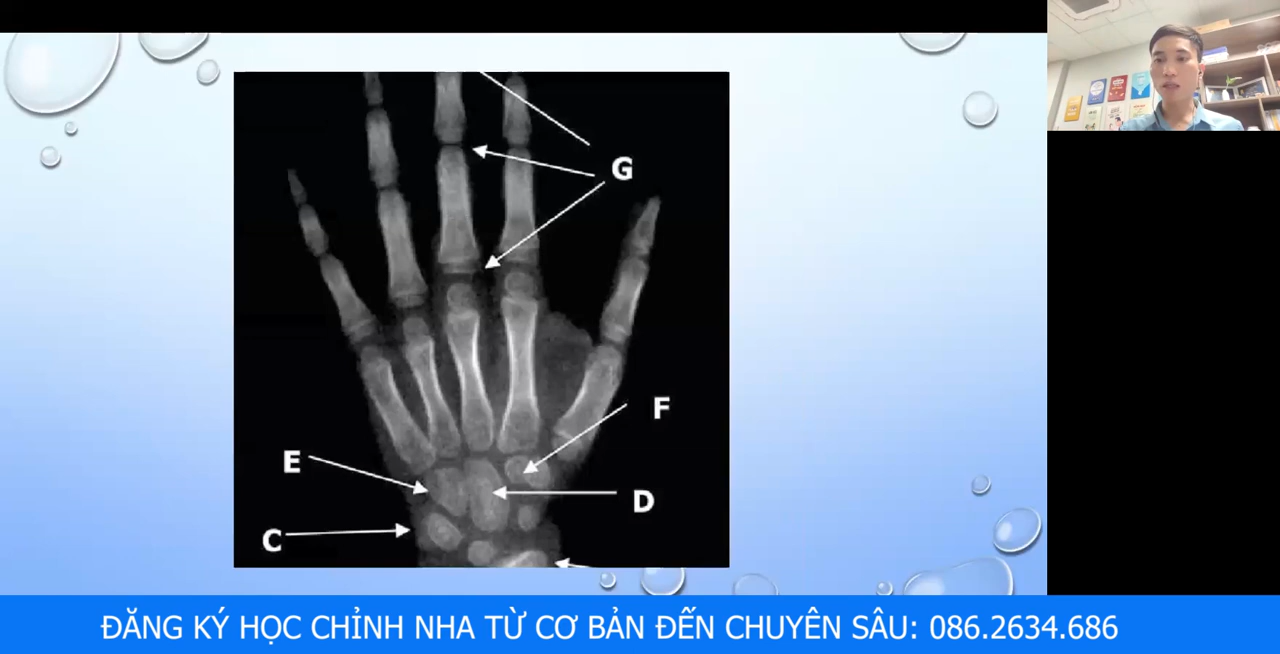 G
F
E
D
C
ĐĂNG KÝ HỌC CHỈNH NHA TỪ CƠ BẢN ĐẾN CHUYÊN SÂU: 086.2634.686